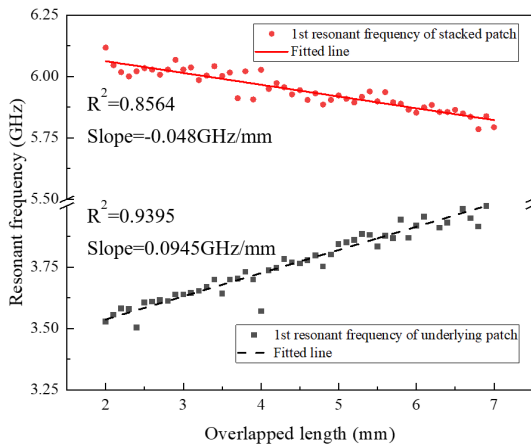 6.25
1st resonant frequency of stacked patch
Fitted line
6.00
R²=0.8564
5.75
Slope=-0.048GHz/mm
5.50
R²=0.9395
Slope=0.0945GHz/mm
3.75
3.50
1st resonant frequency of underlying patch
Fitted line
3.25
2 3 4 5 6 7
Overlapped length (mm)
Resonant frequency (GHz)